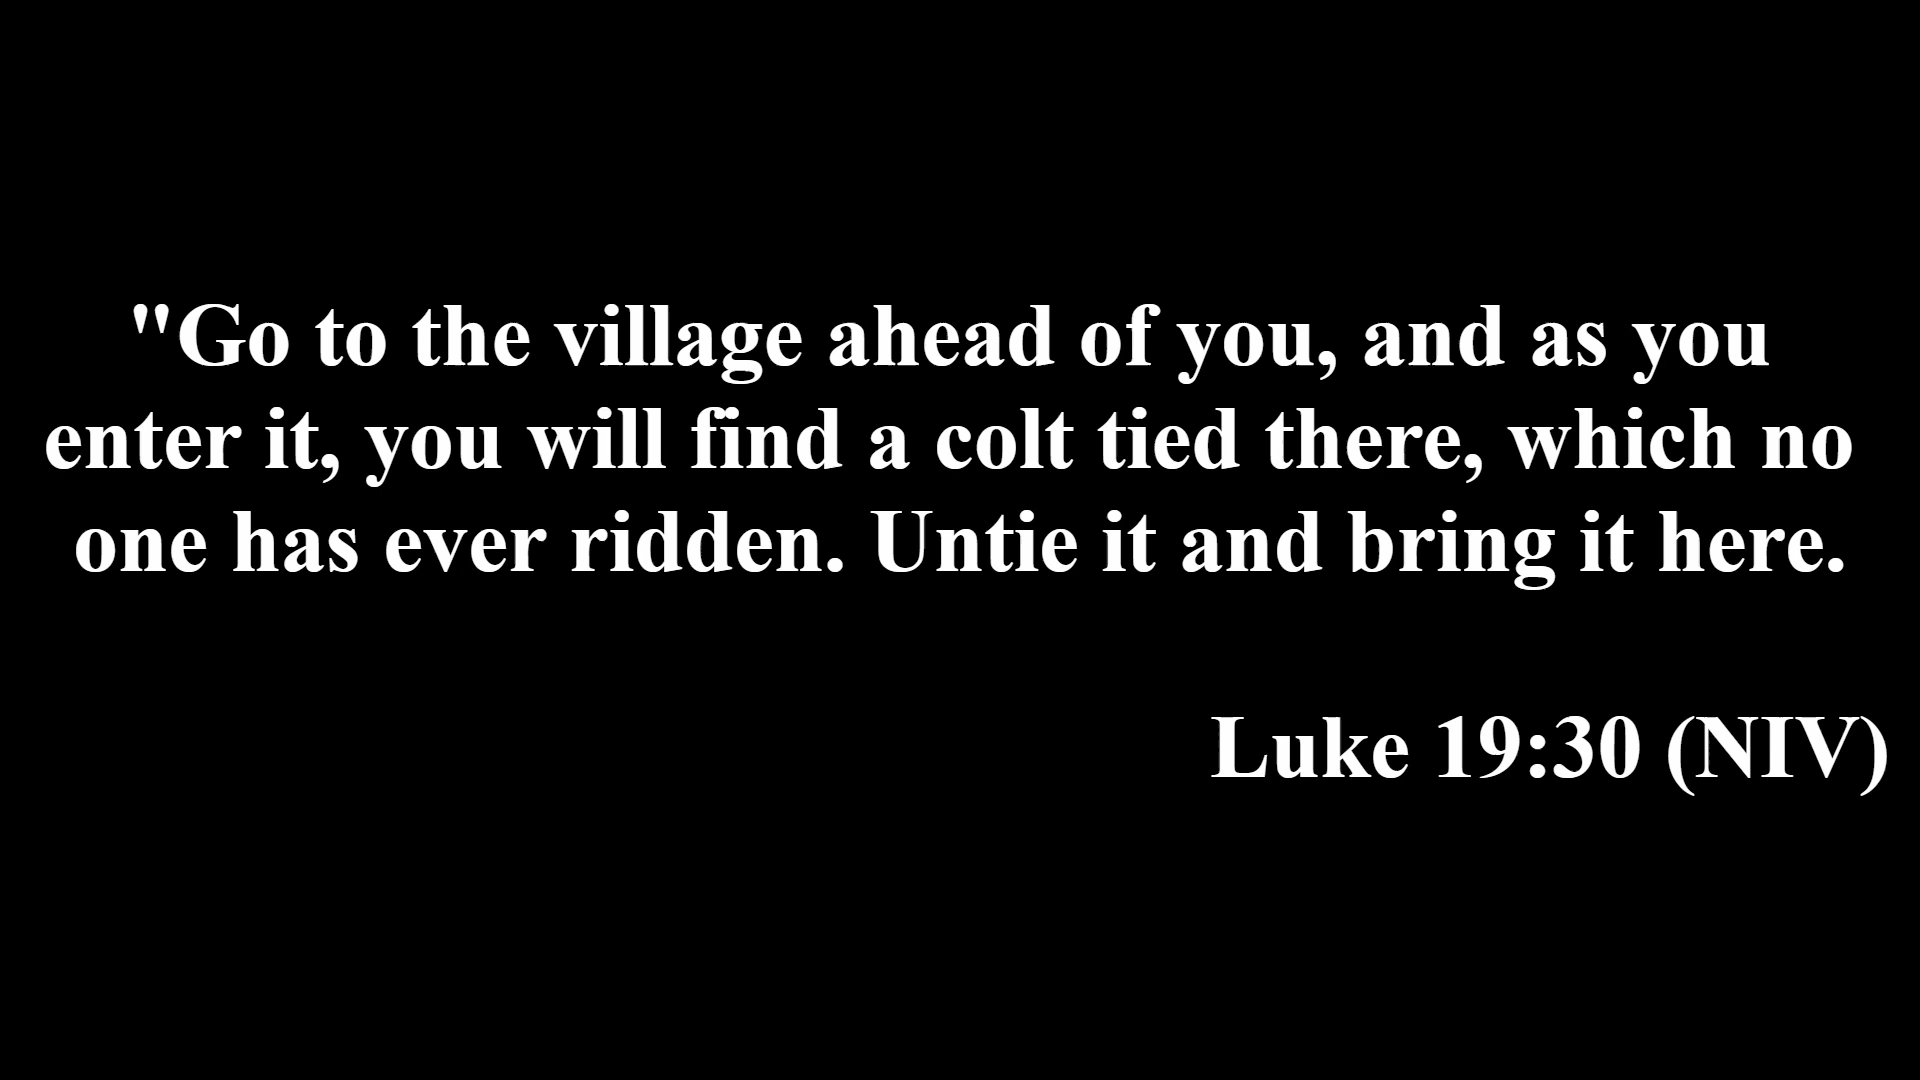 "Go to the village ahead of you, and as you
enter it, you will find a colt tied there, which no
one has ever ridden. Untie it and bring it here.
Luke 19:30 (NIV)